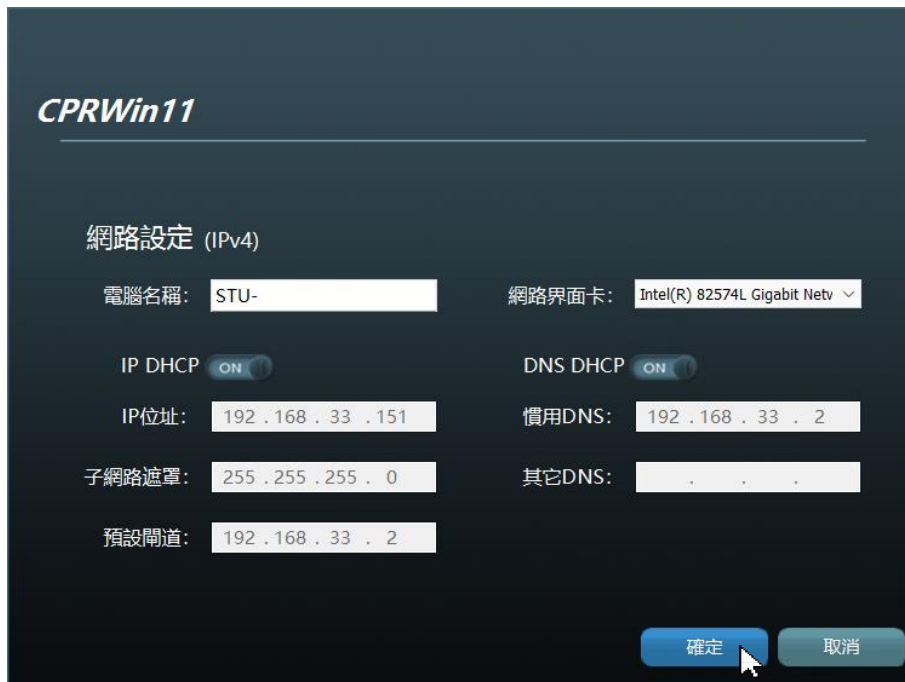 CPRWin11
網路設定 (IPv4)
電腦名稱： STU-
網路界面卡： Intel(R) 82574L Gigabit Netv
IP DHCP ON
DNS DHCP ON
IP位址： 192 . 168 . 33 . 151
慣用DNS： 192 . 168 . 33 . 2
子網路遮罩： 255 . 255 . 255 . 0
其它DNS： . . .
預設閘道： 192 . 168 . 33 . 2
確定 取消